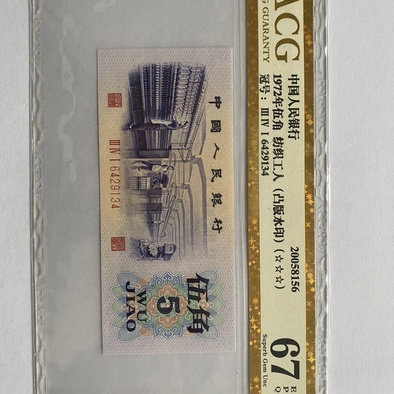 ACG
GUARANTY
中国人民银行
1972年伍角 纺织工人(凸版水印)(☆☆☆)
冠号: ⅢⅣⅠ 6429134
20058156
67
EPQ
Superb Gem Unc
中國人民銀行
ⅢⅣⅠ 6429134
伍角
5
WU
JIAO